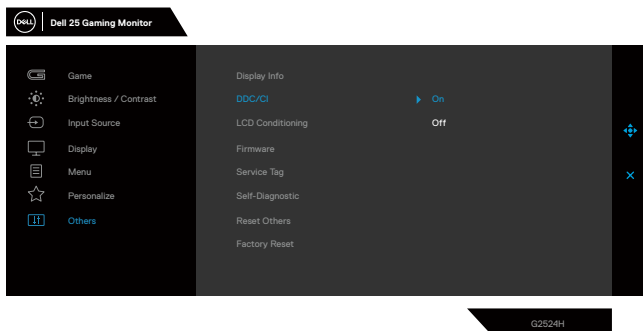 DELL Dell 25 Gaming Monitor
Game
Brightness / Contrast
Input Source
Display
Menu
Personalize
Others
Display Info
DDC/CI On
LCD Conditioning Off
Firmware
Service Tag
Self-Diagnostic
Reset Others
Factory Reset
G2524H